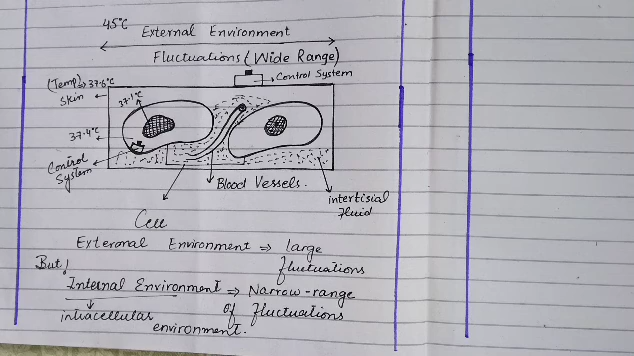 45°C
External Environment
Fluctuations (Wide Range)
Control System
(Temp) → 37.6°C
Skin
37.1°C
37.4°C
Control
System
Blood Vessels.
intertisial
Fluid
Cell
Exteronal Environment ⇒ large
fluctuations
But!
Internal Environment ⇒ Narrow-range
of fluctuations
intracellular
environment.